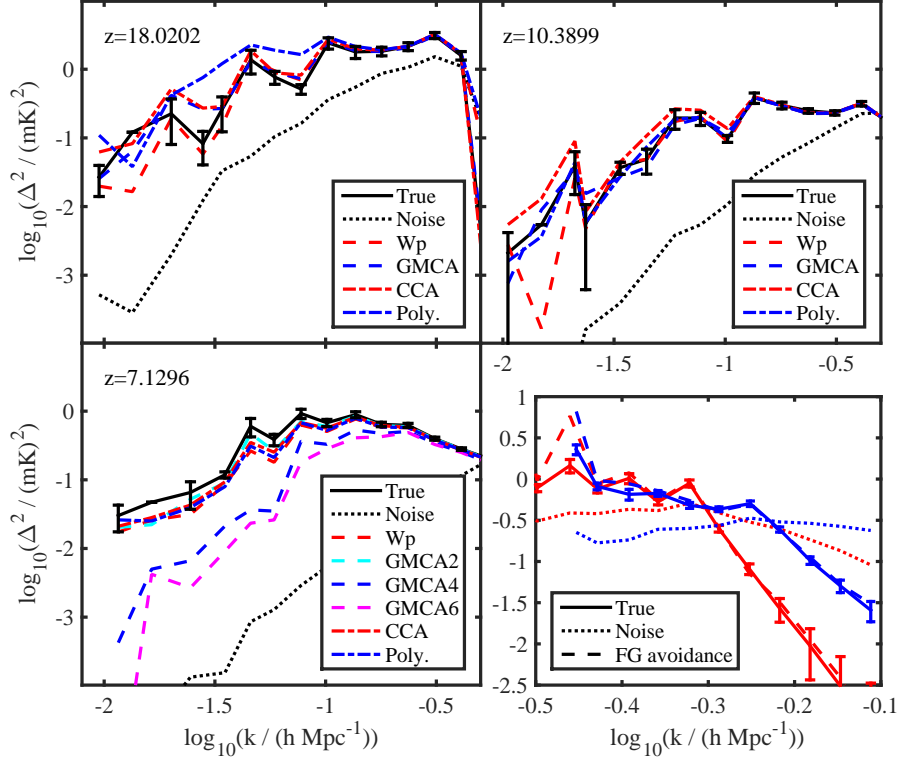 z=18.0202
log₁₀(Δ² / (mK)²)
0
-1
-2
-3
True
Noise
Wp
GMCA
CCA
Poly.
z=10.3899
True
Noise
Wp
GMCA
CCA
Poly.
-2
-1.5
-1
-0.5
z=7.1296
log₁₀(Δ² / (mK)²)
0
-1
-2
-3
True
Noise
Wp
GMCA2
GMCA4
GMCA6
CCA
Poly.
-2
-1.5
-1
-0.5
log₁₀(k / (h Mpc⁻¹))
1
0.5
0
-0.5
-1
-1.5
-2
-2.5
True
Noise
FG avoidance
-0.5
-0.4
-0.3
-0.2
-0.1
log₁₀(k / (h Mpc⁻¹))